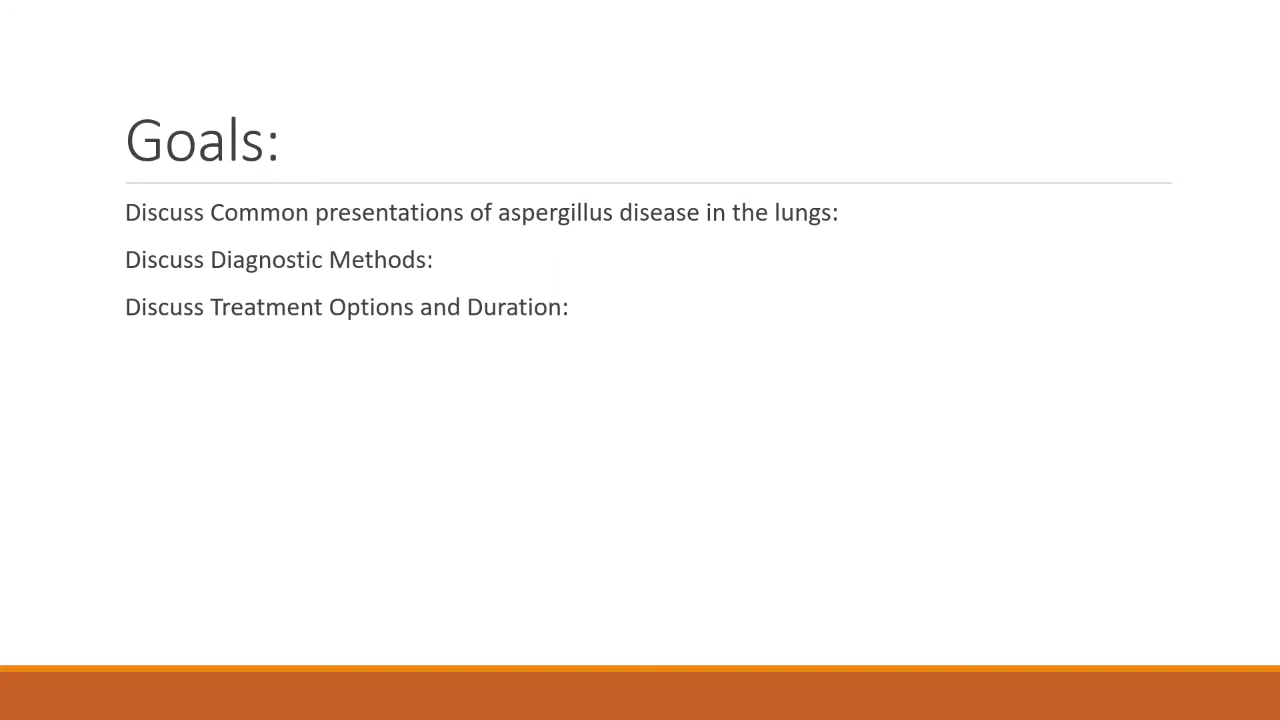 Goals:
Discuss Common presentations of aspergillus disease in the lungs:
Discuss Diagnostic Methods:
Discuss Treatment Options and Duration: